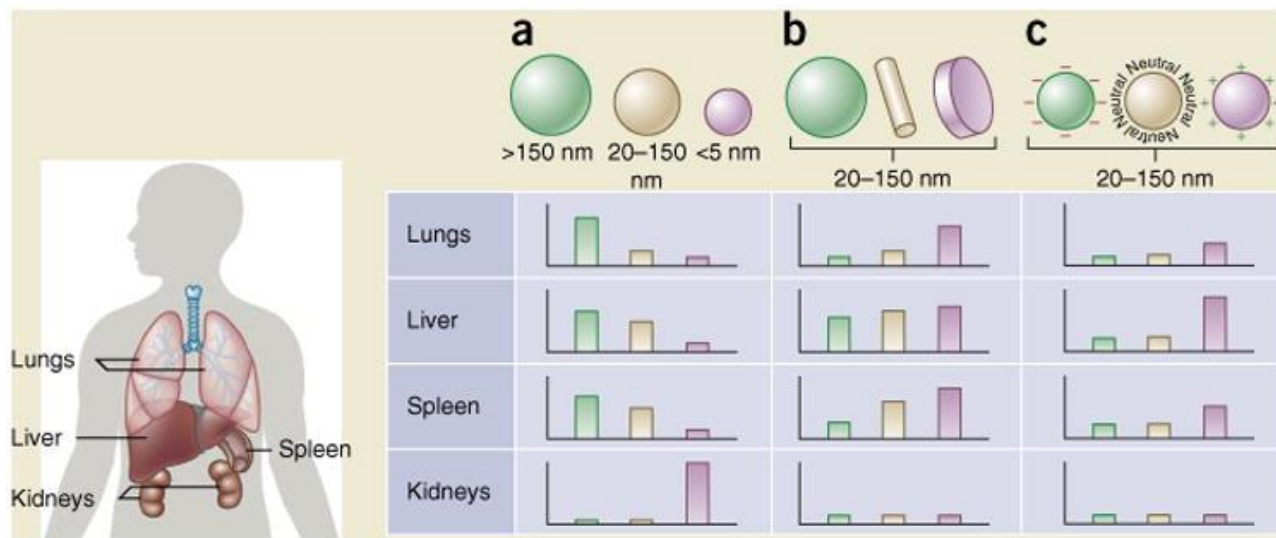 a
b
c
>150 nm
20–150
nm
<5 nm
20–150 nm
– – – – – – – –
Neutral Neutral Neutral Neutral
+ + + + + + + +
20–150 nm
Lungs
Liver
Spleen
Kidneys
Lungs
Liver
Spleen
Kidneys